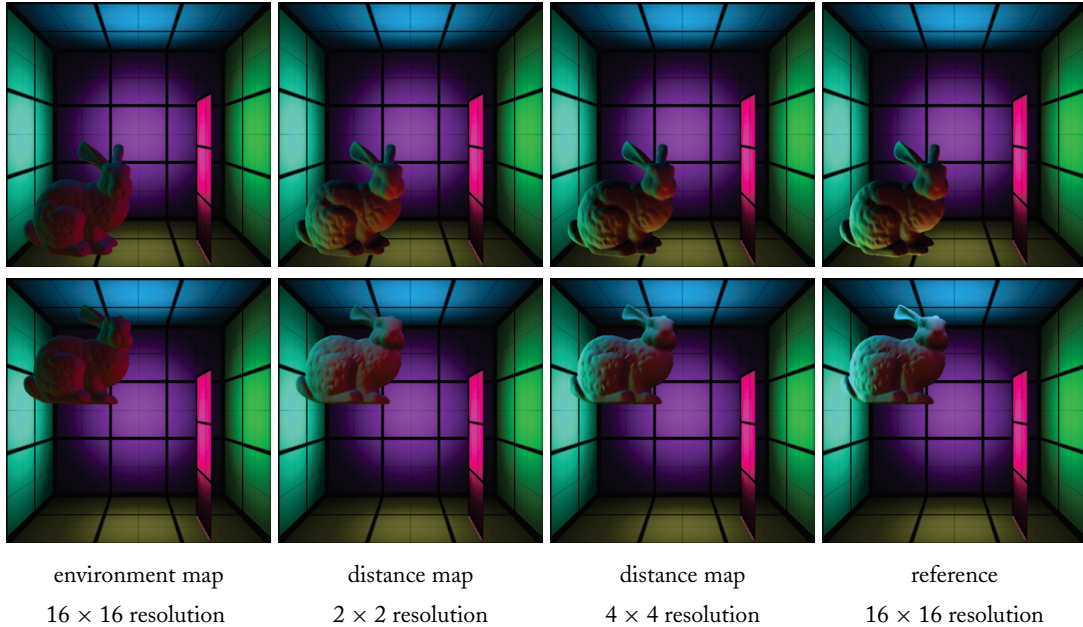 environment map
16 × 16 resolution
distance map
2 × 2 resolution
distance map
4 × 4 resolution
reference
16 × 16 resolution